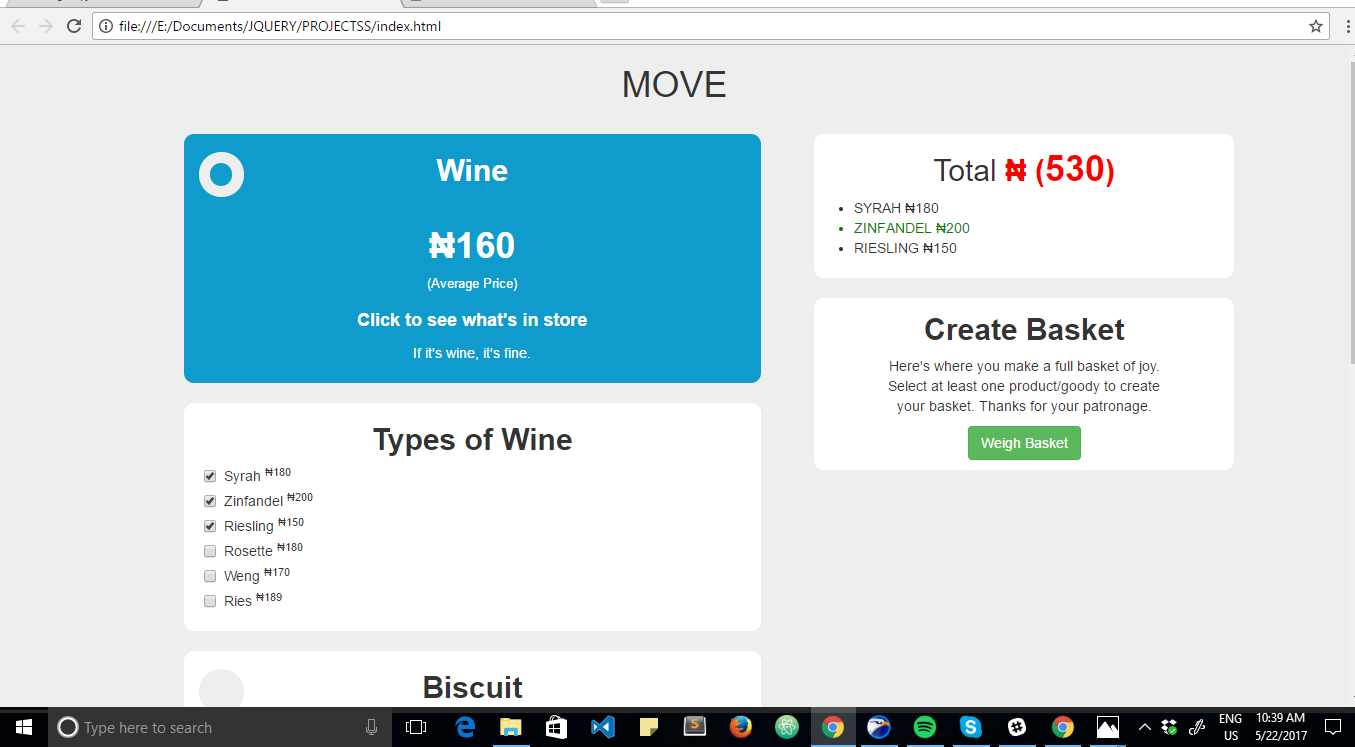 file:///E:/Documents/JQUERY/PROJECTSS/index.html
MOVE
Wine
₦160
(Average Price)
Click to see what's in store
If it's wine, it's fine.
Types of Wine
Syrah ₦180
Zinfandel ₦200
Riesling ₦150
Rosette ₦180
Weng ₦170
Ries ₦189
Biscuit
Total ₦ (530)
SYRAH ₦180
ZINFANDEL ₦200
RIESLING ₦150
Create Basket
Here's where you make a full basket of joy.
Select at least one product/goody to create
your basket. Thanks for your patronage.
Weigh Basket
Type here to search
ENG
US
10:39 AM
5/22/2017